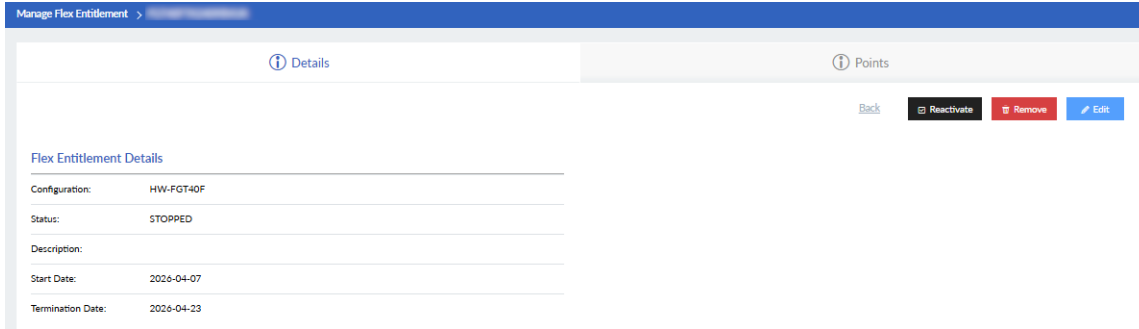 Manage Flex Entitlement >
Details
Points
Back
Reactivate
Remove
Edit
Flex Entitlement Details
Configuration: HW-FGT40F
Status: STOPPED
Description:
Start Date: 2026-04-07
Termination Date: 2026-04-23